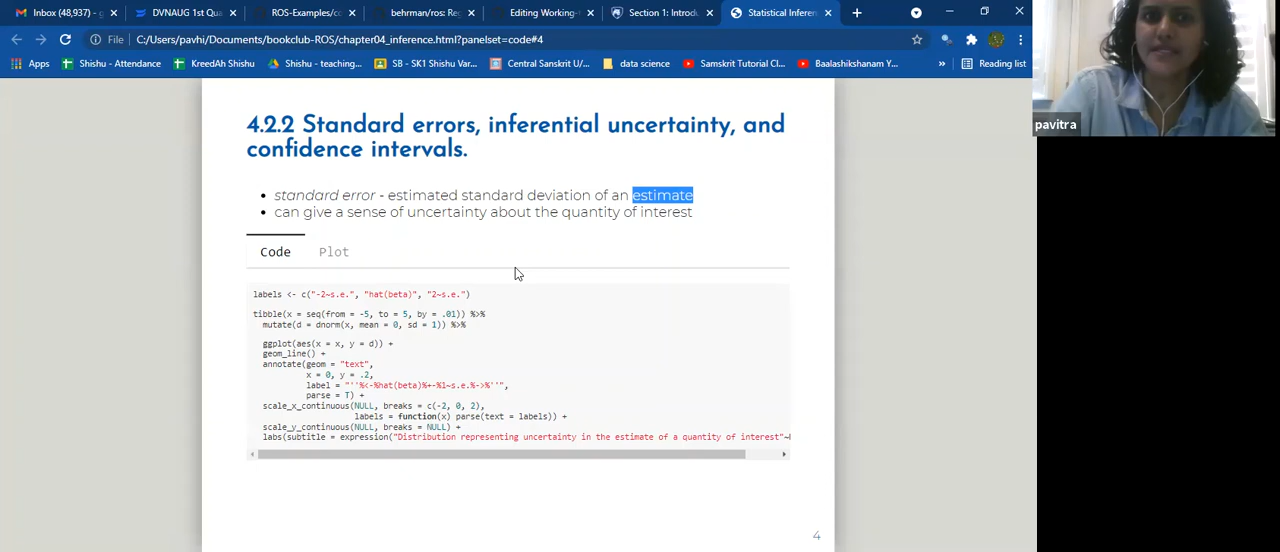 Inbox (48,937) - g
DVNAUG 1st Qua
ROS-Examples/cc
behrman/ros: Reg
Editing Working-t
Section 1: Introdu
Statistical Inferen
File
C:/Users/pavhi/Documents/bookclub-ROS/chapter04_inference.html?panelset=code#4
Apps
Shishu - Attendance
KreedAh Shishu
Shishu - teaching...
SB - SK1 Shishu Var...
Central Sanskrit U/...
data science
Samskrit Tutorial Cl...
Baalashikshanam Y...
»
Reading list
pavitra
4.2.2 Standard errors, inferential uncertainty, and
confidence intervals.
• standard error - estimated standard deviation of an estimate
• can give a sense of uncertainty about the quantity of interest
Code
Plot
labels <- c("-2~s.e.", "hat(beta)", "2~s.e.")
tibble(x = seq(from = -5, to = 5, by = .01)) %>%
mutate(d = dnorm(x, mean = 0, sd = 1)) %>%
ggplot(aes(x = x, y = d)) +
geom_line() +
annotate(geom = "text",
x = 0, y = .2,
label = "''%<-%hat(beta)%+-%1~s.e.%->%''",
parse = T) +
scale_x_continuous(NULL, breaks = c(-2, 0, 2),
labels = function(x) parse(text = labels)) +
scale_y_continuous(NULL, breaks = NULL) +
labs(subtitle = expression("Distribution representing uncertainty in the estimate of a quantity of interest"~
4